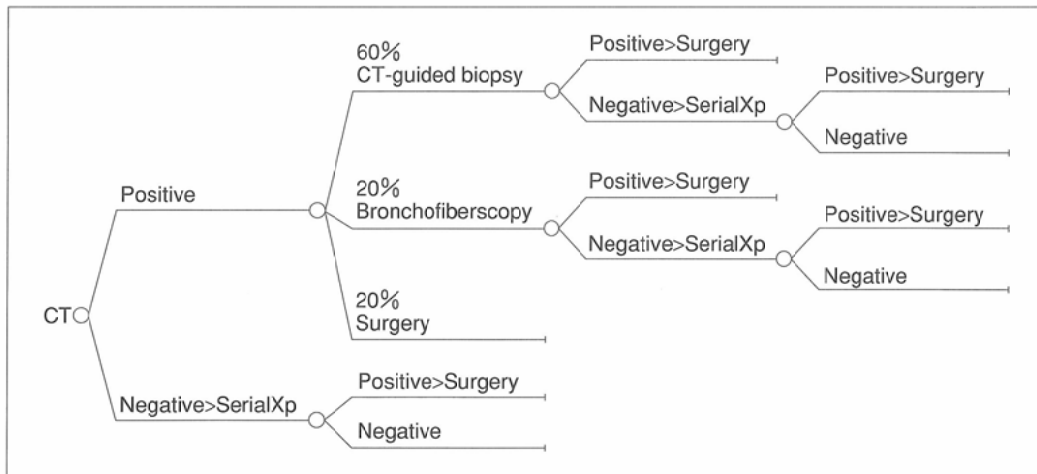 60%
CT-guided biopsy
Positive>Surgery
Negative>SerialXp
Positive>Surgery
Negative
Positive
20%
Bronchofiberscopy
Positive>Surgery
Negative>SerialXp
Positive>Surgery
Negative
CT
20%
Surgery
Negative>SerialXp
Positive>Surgery
Negative